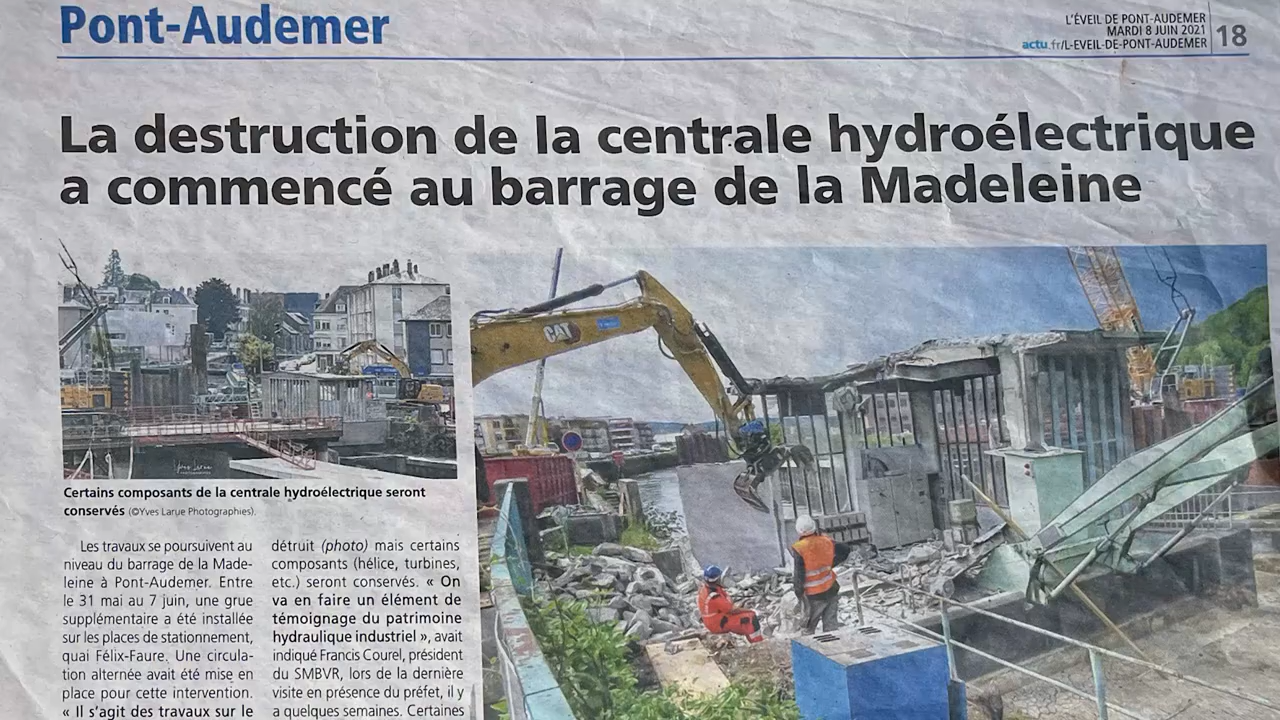 Pont-Audemer
L'ÉVEIL DE PONT-AUDEMER
MARDI 8 JUIN 2021
actu.fr/L-EVEIL-DE-PONT-AUDEMER
18
La destruction de la centrale hydroélectrique
a commencé au barrage de la Madeleine
CAT
Yves Larue
Certains composants de la centrale hydroélectrique seront
conservés (©Yves Larue Photographies).
Les travaux se poursuivent au
niveau du barrage de la Made-
leine à Pont-Audemer. Entre
le 31 mai au 7 juin, une grue
supplémentaire a été installée
sur les places de stationnement,
quai Félix-Faure. Une circula-
tion alternée avait été mise en
place pour cette intervention.
« Il s'agit des travaux sur le
détruit (photo) mais certains
composants (hélice, turbines,
etc.) seront conservés. « On
va en faire un élément de
témoignage du patrimoine
hydraulique industriel », avait
indiqué Francis Courel, président
du SMBVR, lors de la dernière
visite en présence du préfet, il y
a quelques semaines. Certaines